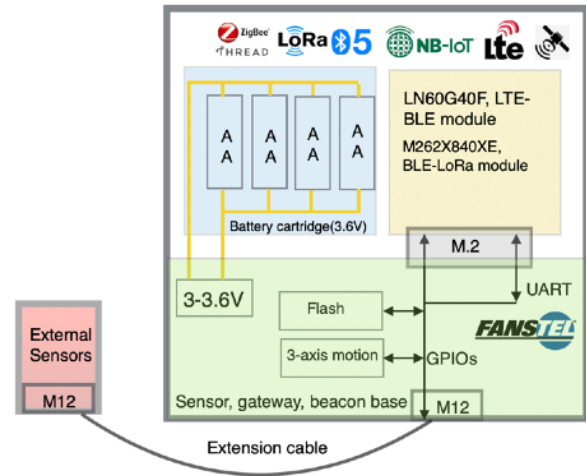 ZigBee
THREAD
LoRa
5
NB-IoT
Lte
LN60G40F, LTE-
BLE module
M262X840XE,
BLE-LoRa module
A
A
A
A
A
A
A
A
Battery cartridge(3.6V)
M.2
3-3.6V
UART
Flash
FANSTEL
3-axis motion
GPIOs
Sensor, gateway, beacon base
M12
External
Sensors
M12
Extension cable